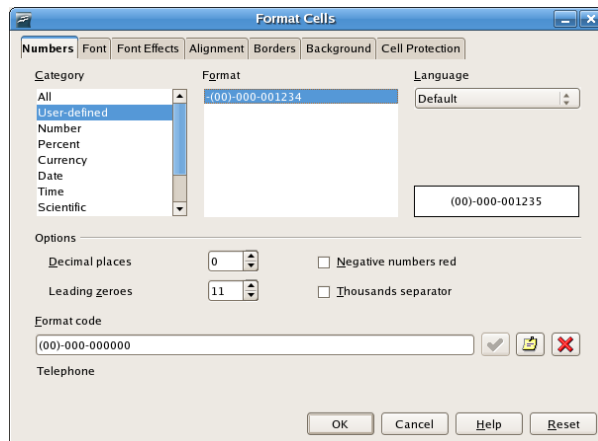 Format Cells
Numbers Font Font Effects Alignment Borders Background Cell Protection
Category
All
User-defined
Number
Percent
Currency
Date
Time
Scientific
Format
-(00)-000-001234
Language
Default
(00)-000-001235
Options
Decimal places 0
Negative numbers red
Leading zeroes 11
Thousands separator
Format code
(00)-000-000000
Telephone
OK Cancel Help Reset